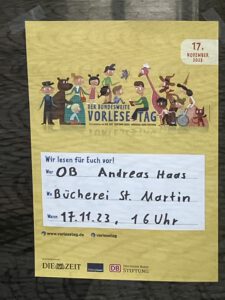 17.
NOVEMBER
2023
DER BUNDESWEITE
VORLESETAG
Wir lesen für Euch vor!
Wer OB Andreas Haas
Wo Bücherei St. Martin
Wann 17.11.23, 16 Uhr
www.vorlesetag.de vorlesetag
DIE ZEIT DB STIFTUNG